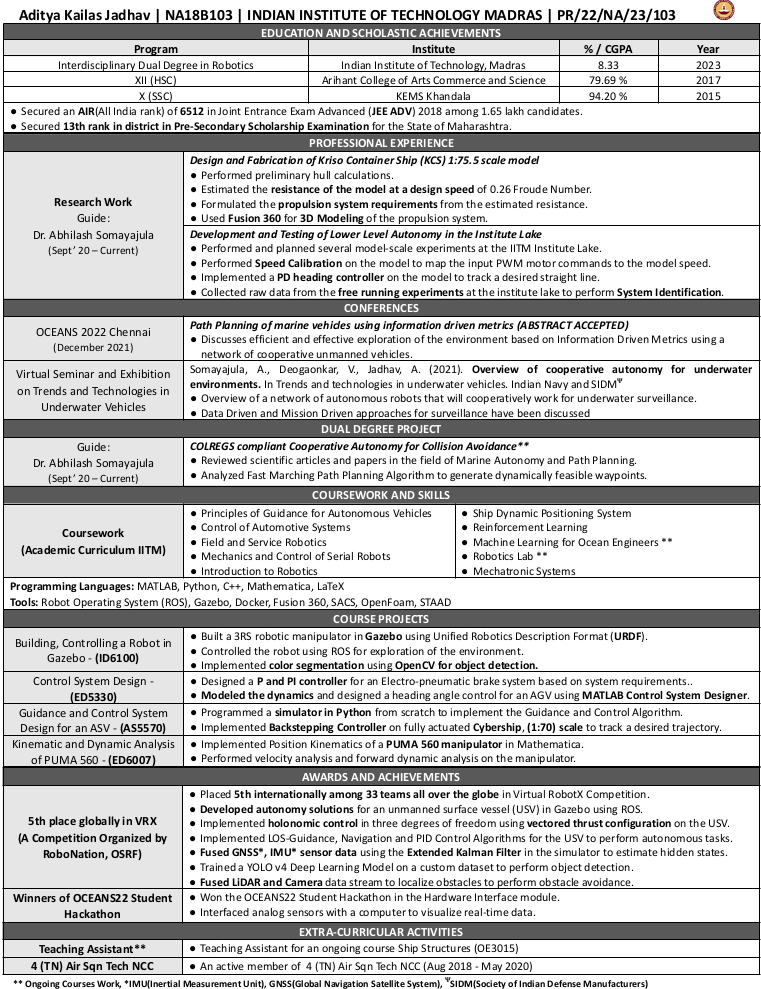 Aditya Kailas Jadhav | NA18B103 | INDIAN INSTITUTE OF TECHNOLOGY MADRAS | PR/22/NA/23/103
EDUCATION AND SCHOLASTIC ACHIEVEMENTS
Program Institute % / CGPA Year
Interdisciplinary Dual Degree in Robotics Indian Institute of Technology, Madras 8.33 2023
XII (HSC) Arihant College of Arts Commerce and Science 79.69 % 2017
X (SSC) KEMS Khandala 94.20 % 2015
● Secured an AIR(All India rank) of 6512 in Joint Entrance Exam Advanced (JEE ADV) 2018 among 1.65 lakh candidates.
● Secured 13th rank in district in Pre-Secondary Scholarship Examination for the State of Maharashtra.
PROFESSIONAL EXPERIENCE
Research Work
Guide:
Dr. Abhilash Somayajula
(Sept' 20 – Current)
Design and Fabrication of Kriso Container Ship (KCS) 1:75.5 scale model
● Performed preliminary hull calculations.
● Estimated the resistance of the model at a design speed of 0.26 Froude Number.
● Formulated the propulsion system requirements from the estimated resistance.
● Used Fusion 360 for 3D Modeling of the propulsion system.
Development and Testing of Lower Level Autonomy in the Institute Lake
● Performed and planned several model-scale experiments at the IITM Institute Lake.
● Performed Speed Calibration on the model to map the input PWM motor commands to the model speed.
● Implemented a PD heading controller on the model to track a desired straight line.
● Collected raw data from the free running experiments at the institute lake to perform System Identification.
CONFERENCES
OCEANS 2022 Chennai
(December 2021)
Path Planning of marine vehicles using information driven metrics (ABSTRACT ACCEPTED)
● Discusses efficient and effective exploration of the environment based on Information Driven Metrics using a
network of cooperative unmanned vehicles.
Virtual Seminar and Exhibition
on Trends and Technologies in
Underwater Vehicles
Somayajula, A., Deogaonkar, V., Jadhav, A. (2021). Overview of cooperative autonomy for underwater
environments. In Trends and technologies in underwater vehicles. Indian Navy and SIDMΨ
● Overview of a network of autonomous robots that will cooperatively work for underwater surveillance.
● Data Driven and Mission Driven approaches for surveillance have been discussed
DUAL DEGREE PROJECT
Guide:
Dr. Abhilash Somayajula
(Sept' 20 – Current)
COLREGS compliant Cooperative Autonomy for Collision Avoidance**
● Reviewed scientific articles and papers in the field of Marine Autonomy and Path Planning.
● Analyzed Fast Marching Path Planning Algorithm to generate dynamically feasible waypoints.
COURSEWORK AND SKILLS
Coursework
(Academic Curriculum IITM)
● Principles of Guidance for Autonomous Vehicles
● Control of Automotive Systems
● Field and Service Robotics
● Mechanics and Control of Serial Robots
● Introduction to Robotics
● Ship Dynamic Positioning System
● Reinforcement Learning
● Machine Learning for Ocean Engineers **
● Robotics Lab **
● Mechatronic Systems
Programming Languages: MATLAB, Python, C++, Mathematica, LaTeX
Tools: Robot Operating System (ROS), Gazebo, Docker, Fusion 360, SACS, OpenFoam, STAAD
COURSE PROJECTS
Building, Controlling a Robot in
Gazebo - (ID6100)
● Built a 3RS robotic manipulator in Gazebo using Unified Robotics Description Format (URDF).
● Controlled the robot using ROS for exploration of the environment.
● Implemented color segmentation using OpenCV for object detection.
Control System Design -
(ED5330)
● Designed a P and PI controller for an Electro-pneumatic brake system based on system requirements..
● Modeled the dynamics and designed a heading angle control for an AGV using MATLAB Control System Designer.
Guidance and Control System
Design for an ASV - (AS5570)
● Programmed a simulator in Python from scratch to implement the Guidance and Control Algorithm.
● Implemented Backstepping Controller on fully actuated Cybership, (1:70) scale to track a desired trajectory.
Kinematic and Dynamic Analysis
of PUMA 560 - (ED6007)
● Implemented Position Kinematics of a PUMA 560 manipulator in Mathematica.
● Performed velocity analysis and forward dynamic analysis on the manipulator.
AWARDS AND ACHIEVEMENTS
5th place globally in VRX
(A Competition Organized by
RoboNation, OSRF)
● Placed 5th internationally among 33 teams all over the globe in Virtual RobotX Competition.
● Developed autonomy solutions for an unmanned surface vessel (USV) in Gazebo using ROS.
● Implemented holonomic control in three degrees of freedom using vectored thrust configuration on the USV.
● Implemented LOS-Guidance, Navigation and PID Control Algorithms for the USV to perform autonomous tasks.
● Fused GNSS*, IMU* sensor data using the Extended Kalman Filter in the simulator to estimate hidden states.
● Trained a YOLO v4 Deep Learning Model on a custom dataset to perform object detection.
● Fused LiDAR and Camera data stream to localize obstacles to perform obstacle avoidance.
Winners of OCEANS22 Student
Hackathon
● Won the OCEANS22 Student Hackathon in the Hardware Interface module.
● Interfaced analog sensors with a computer to visualize real-time data.
EXTRA-CURRICULAR ACTIVITIES
Teaching Assistant** ● Teaching Assistant for an ongoing course Ship Structures (OE3015)
4 (TN) Air Sqn Tech NCC ● An active member of 4 (TN) Air Sqn Tech NCC (Aug 2018 - May 2020)
** Ongoing Courses Work, *IMU(Inertial Measurement Unit), GNSS(Global Navigation Satellite System), ΨSIDM(Society of Indian Defense Manufacturers)